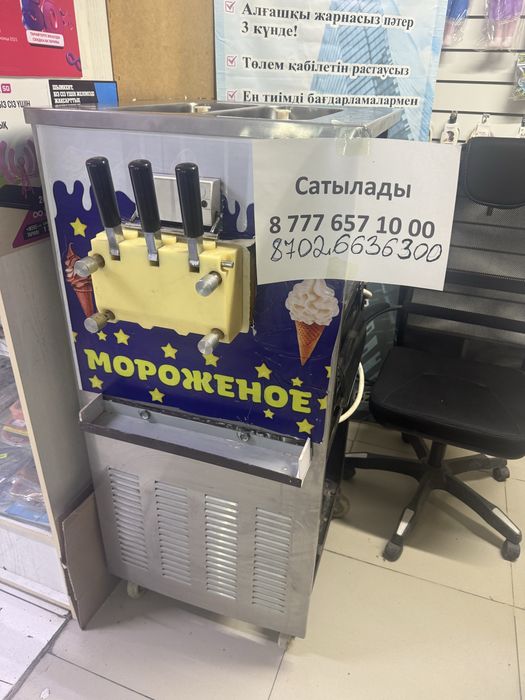 Алғашқы жарнасыз пәтер
3 күнде!
Төлем қабілетін растаусыз
Ең тиімді бағдарламалармен
Сатылады
8 777 657 10 00
87026636300
МОРОЖЕНОЕ